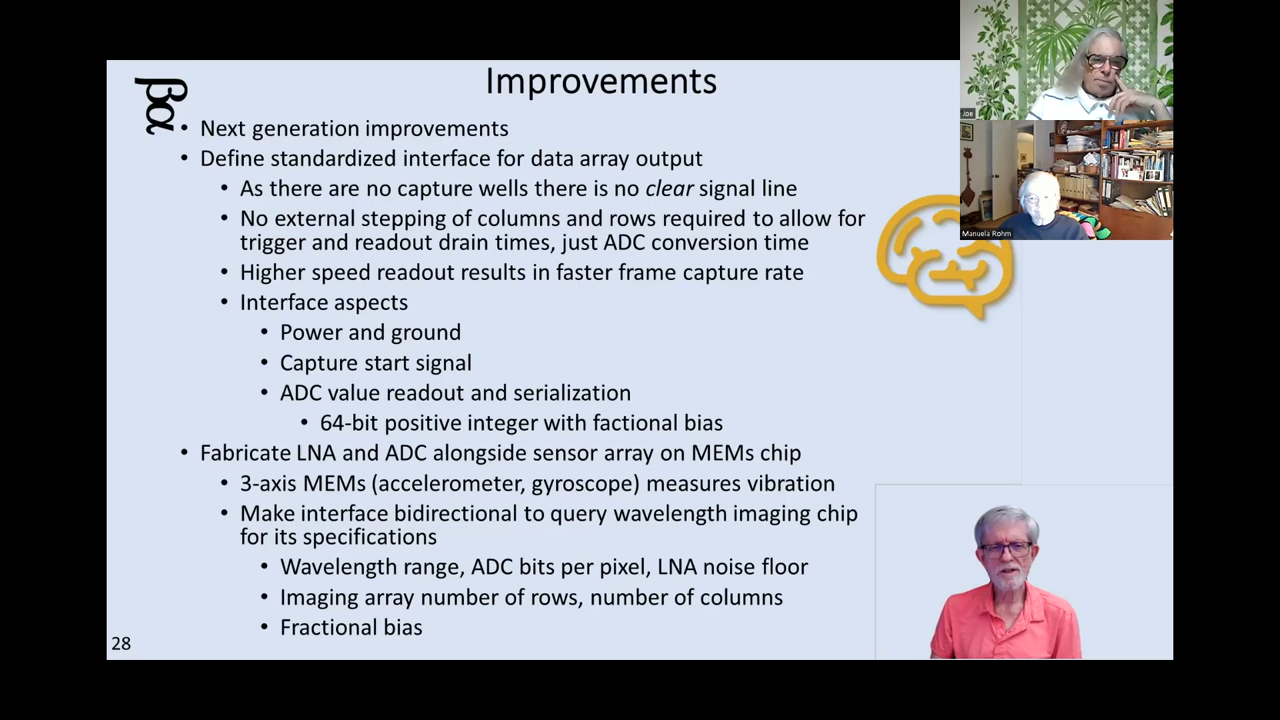 Improvements
βα
• Next generation improvements
• Define standardized interface for data array output
• As there are no capture wells there is no clear signal line
• No external stepping of columns and rows required to allow for
trigger and readout drain times, just ADC conversion time
• Higher speed readout results in faster frame capture rate
• Interface aspects
• Power and ground
• Capture start signal
• ADC value readout and serialization
• 64-bit positive integer with factional bias
• Fabricate LNA and ADC alongside sensor array on MEMs chip
• 3-axis MEMs (accelerometer, gyroscope) measures vibration
• Make interface bidirectional to query wavelength imaging chip
for its specifications
• Wavelength range, ADC bits per pixel, LNA noise floor
• Imaging array number of rows, number of columns
• Fractional bias
28
Joe
Manuela Rohm